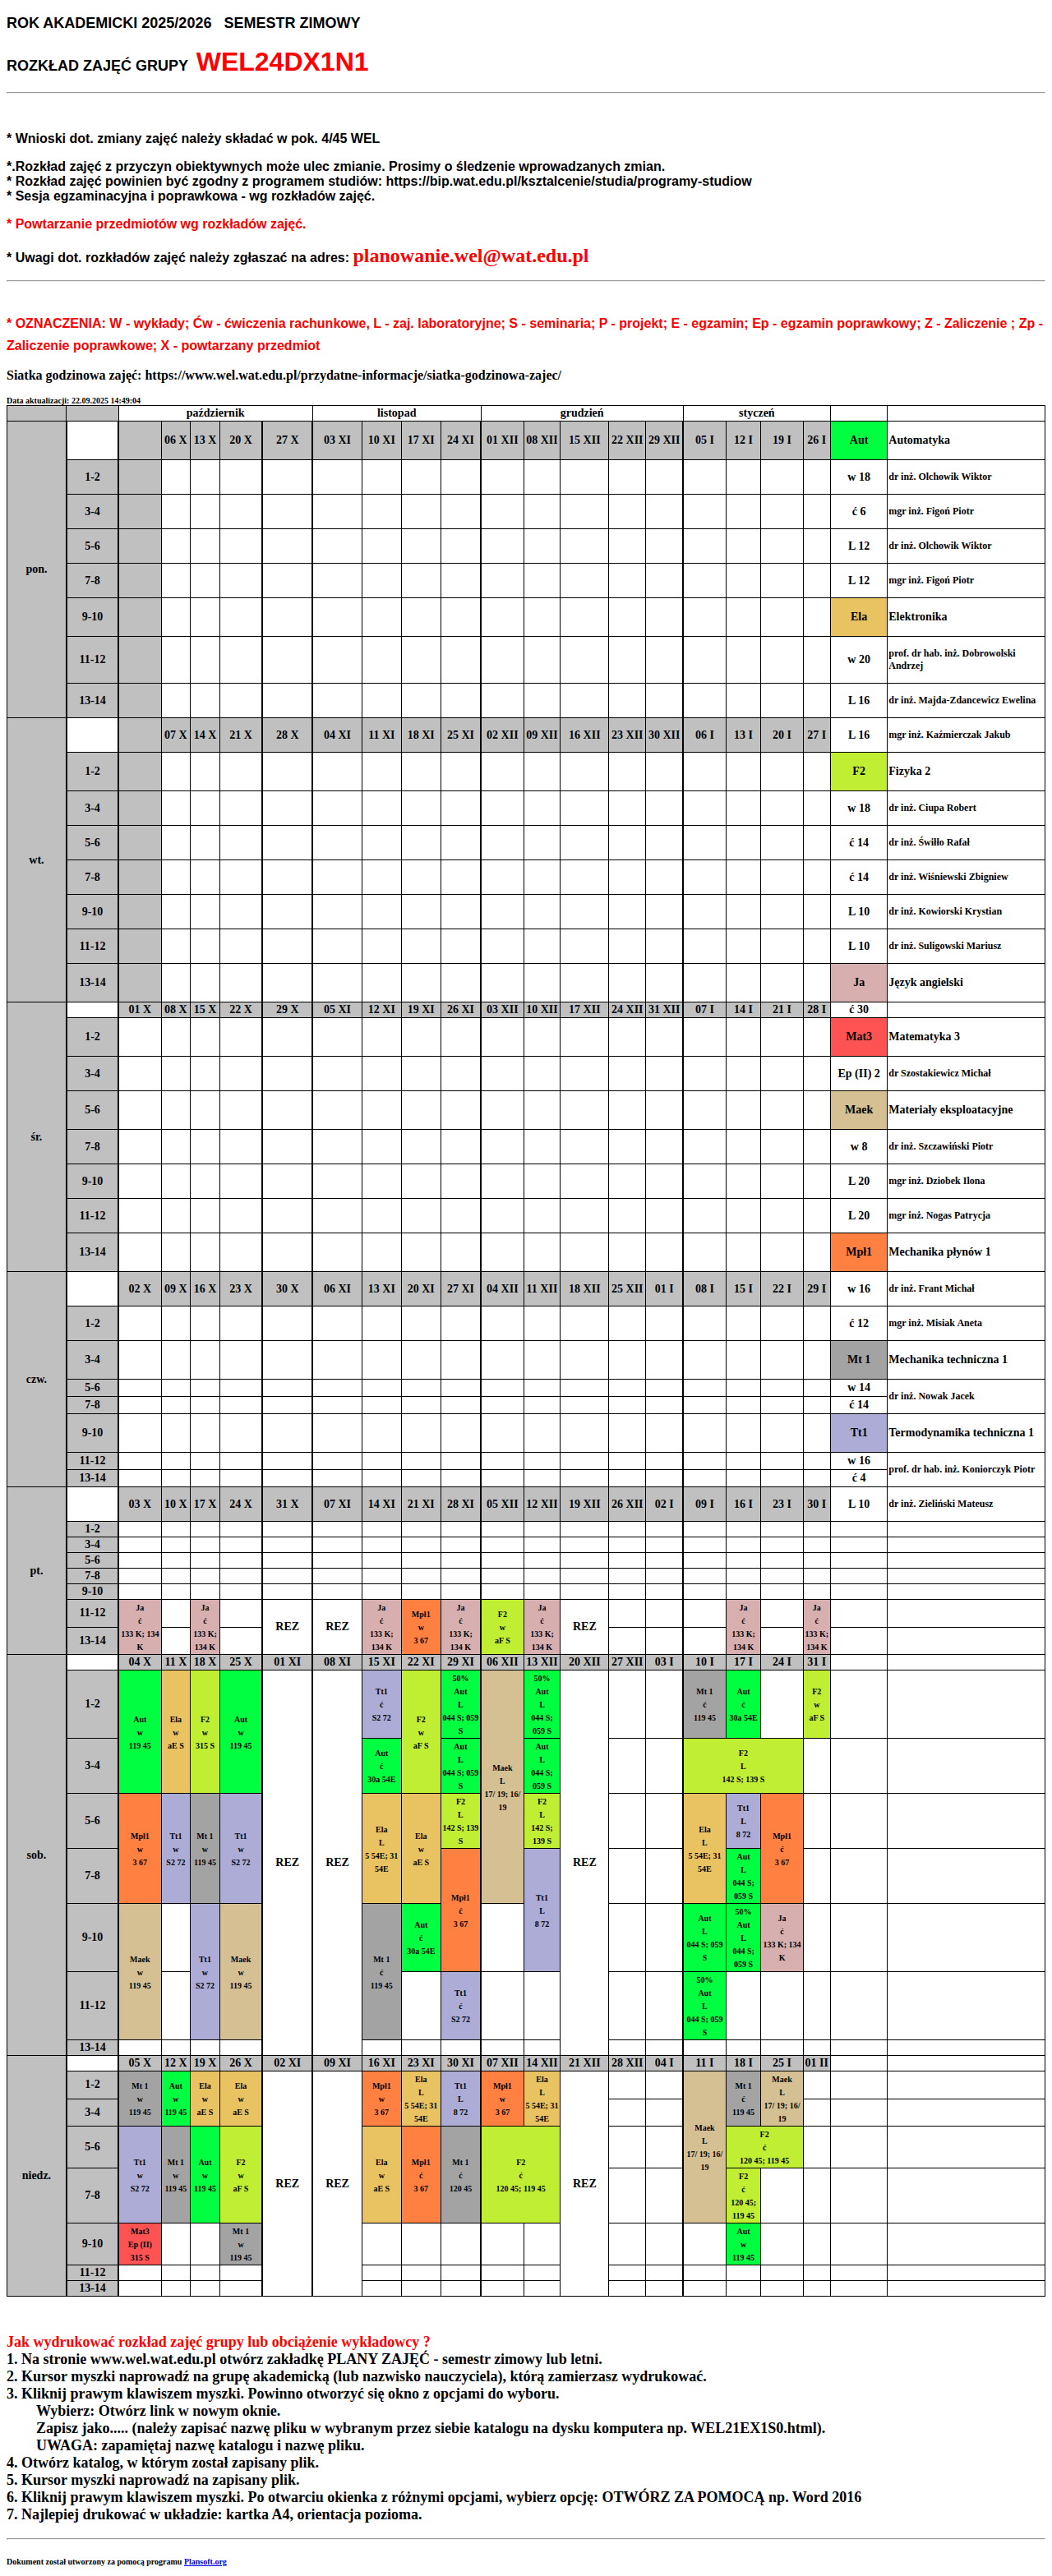 ROK AKADEMICKI 2025/2026   SEMESTR ZIMOWY
ROZKŁAD ZAJĘĆ GRUPY WEL24DX1N1
* Wnioski dot. zmiany zajęć należy składać w pok. 4/45 WEL
*.Rozkład zajęć z przyczyn obiektywnych może ulec zmianie. Prosimy o śledzenie wprowadzanych zmian.
* Rozkład zajęć powinien być zgodny z programem studiów: https://bip.wat.edu.pl/ksztalcenie/studia/programy-studiow
* Sesja egzaminacyjna i poprawkowa - wg rozkładów zajęć.
* Powtarzanie przedmiotów wg rozkładów zajęć.
* Uwagi dot. rozkładów zajęć należy zgłaszać na adres: planowanie.wel@wat.edu.pl
* OZNACZENIA: W - wykłady; Ćw - ćwiczenia rachunkowe, L - zaj. laboratoryjne; S - seminaria; P - projekt; E - egzamin; Ep - egzamin poprawkowy; Z - Zaliczenie ; Zp -
Zaliczenie poprawkowe; X - powtarzany przedmiot
Siatka godzinowa zajęć: https://www.wel.wat.edu.pl/przydatne-informacje/siatka-godzinowa-zajec/
Data aktualizacji: 22.09.2025 14:49:04
październik listopad grudzień styczeń
pon. 06 X 13 X 20 X 27 X 03 XI 10 XI 17 XI 24 XI 01 XII 08 XII 15 XII 22 XII 29 XII 05 I 12 I 19 I 26 I Aut Automatyka
1-2 w 18 dr inż. Olchowik Wiktor
3-4 ć 6 mgr inż. Figoń Piotr
5-6 L 12 dr inż. Olchowik Wiktor
7-8 L 12 mgr inż. Figoń Piotr
9-10 Ela Elektronika
11-12 w 20 prof. dr hab. inż. Dobrowolski Andrzej
13-14 L 16 dr inż. Majda-Zdancewicz Ewelina
wt. 07 X 14 X 21 X 28 X 04 XI 11 XI 18 XI 25 XI 02 XII 09 XII 16 XII 23 XII 30 XII 06 I 13 I 20 I 27 I L 16 mgr inż. Kaźmierczak Jakub
1-2 F2 Fizyka 2
3-4 w 18 dr inż. Ciupa Robert
5-6 ć 14 dr inż. Świłło Rafał
7-8 ć 14 dr inż. Wiśniewski Zbigniew
9-10 L 10 dr inż. Kowiorski Krystian
11-12 L 10 dr inż. Suligowski Mariusz
13-14 Ja Język angielski
śr. 01 X 08 X 15 X 22 X 29 X 05 XI 12 XI 19 XI 26 XI 03 XII 10 XII 17 XII 24 XII 31 XII 07 I 14 I 21 I 28 I ć 30
1-2 Mat3 Matematyka 3
3-4 Ep (II) 2 dr Szostakiewicz Michał
5-6 Maek Materiały eksploatacyjne
7-8 w 8 dr inż. Szczawiński Piotr
9-10 L 20 mgr inż. Dziobek Ilona
11-12 L 20 mgr inż. Nogas Patrycja
13-14 Mpł1 Mechanika płynów 1
czw. 02 X 09 X 16 X 23 X 30 X 06 XI 13 XI 20 XI 27 XI 04 XII 11 XII 18 XII 25 XII 01 I 08 I 15 I 22 I 29 I w 16 dr inż. Frant Michał
1-2 ć 12 mgr inż. Misiak Aneta
3-4 Mt 1 Mechanika techniczna 1
5-6 w 14 dr inż. Nowak Jacek
7-8 ć 14
9-10 Tt1 Termodynamika techniczna 1
11-12 w 16 prof. dr hab. inż. Koniorczyk Piotr
13-14 ć 4
pt. 03 X 10 X 17 X 24 X 31 X 07 XI 14 XI 21 XI 28 XI 05 XII 12 XII 19 XII 26 XII 02 I 09 I 16 I 23 I 30 I L 10 dr inż. Zieliński Mateusz
1-2
3-4
5-6
7-8
9-10
11-12 Ja ć 133 K; 134 K Ja ć 133 K; 134 K REZ REZ Ja ć 133 K; 134 K Mpł1 w 3 67 Ja ć 133 K; 134 K F2 w aF S Ja ć 133 K; 134 K REZ Ja ć 133 K; 134 K Ja ć 133 K; 134 K
13-14
sob. 04 X 11 X 18 X 25 X 01 XI 08 XI 15 XI 22 XI 29 XI 06 XII 13 XII 20 XII 27 XII 03 I 10 I 17 I 24 I 31 I
1-2 Aut w 119 45 Ela w aE S F2 w 315 S Aut w 119 45 REZ REZ Tt1 ć S2 72 F2 w aF S 50% Aut L 044 S; 059 S Maek L 17/ 19; 16/ 19 50% Aut L 044 S; 059 S REZ Mt 1 ć 119 45 Aut ć 30a 54E F2 w aF S
3-4 Aut ć 30a 54E Aut L 044 S; 059 S Aut L 044 S; 059 S F2 L 142 S; 139 S
5-6 Mpł1 w 3 67 Tt1 w S2 72 Mt 1 w 119 45 Tt1 w S2 72 Ela L 5 54E; 31 54E Ela w aE S F2 L 142 S; 139 S F2 L 142 S; 139 S Ela L 5 54E; 31 54E Tt1 L 8 72 Mpł1 ć 3 67
7-8 Mpł1 ć 3 67 Tt1 L 8 72 Aut L 044 S; 059 S
9-10 Maek w 119 45 Tt1 w S2 72 Maek w 119 45 Mt 1 ć 119 45 Aut ć 30a 54E Aut L 044 S; 059 S 50% Aut L 044 S; 059 S Ja ć 133 K; 134 K
11-12 Tt1 ć S2 72 50% Aut L 044 S; 059 S
13-14
niedz. 05 X 12 X 19 X 26 X 02 XI 09 XI 16 XI 23 XI 30 XI 07 XII 14 XII 21 XII 28 XII 04 I 11 I 18 I 25 I 01 II
1-2 Mt 1 w 119 45 Aut w 119 45 Ela w aE S Ela w aE S REZ REZ Mpł1 w 3 67 Ela L 5 54E; 31 54E Tt1 L 8 72 Mpł1 w 3 67 Ela L 5 54E; 31 54E REZ Maek L 17/ 19; 16/ 19 Mt 1 ć 119 45 Maek L 17/ 19; 16/ 19
3-4
5-6 Tt1 w S2 72 Mt 1 w 119 45 Aut w 119 45 F2 w aF S Ela w aE S Mpł1 ć 3 67 Mt 1 ć 120 45 F2 ć 120 45; 119 45 F2 ć 120 45; 119 45
7-8 F2 ć 120 45; 119 45
9-10 Mat3 Ep (II) 315 S Mt 1 w 119 45 Aut w 119 45
11-12
13-14
Jak wydrukować rozkład zajęć grupy lub obciążenie wykładowcy ?
1. Na stronie www.wel.wat.edu.pl otwórz zakładkę PLANY ZAJĘĆ - semestr zimowy lub letni.
2. Kursor myszki naprowadź na grupę akademicką (lub nazwisko nauczyciela), którą zamierzasz wydrukować.
3. Kliknij prawym klawiszem myszki. Powinno otworzyć się okno z opcjami do wyboru.
Wybierz: Otwórz link w nowym oknie.
Zapisz jako..... (należy zapisać nazwę pliku w wybranym przez siebie katalogu na dysku komputera np. WEL21EX1S0.html).
UWAGA: zapamiętaj nazwę katalogu i nazwę pliku.
4. Otwórz katalog, w którym został zapisany plik.
5. Kursor myszki naprowadź na zapisany plik.
6. Kliknij prawym klawiszem myszki. Po otwarciu okienka z różnymi opcjami, wybierz opcję: OTWÓRZ ZA POMOCĄ np. Word 2016
7. Najlepiej drukować w układzie: kartka A4, orientacja pozioma.
Dokument został utworzony za pomocą programu Plansoft.org